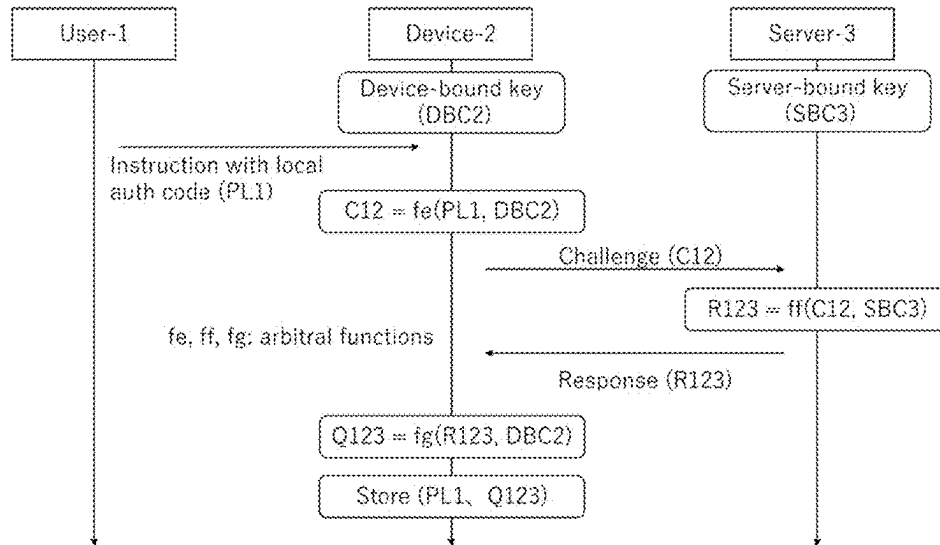 User-1
Device-2
Server-3
Device-bound key
(DBC2)
Server-bound key
(SBC3)
Instruction with local
auth code (PL1)
C12 = fe(PL1, DBC2)
Challenge (C12)
R123 = ff(C12, SBC3)
fe, ff, fg: arbitral functions
Response (R123)
Q123 = fg(R123, DBC2)
Store (PL1、Q123)